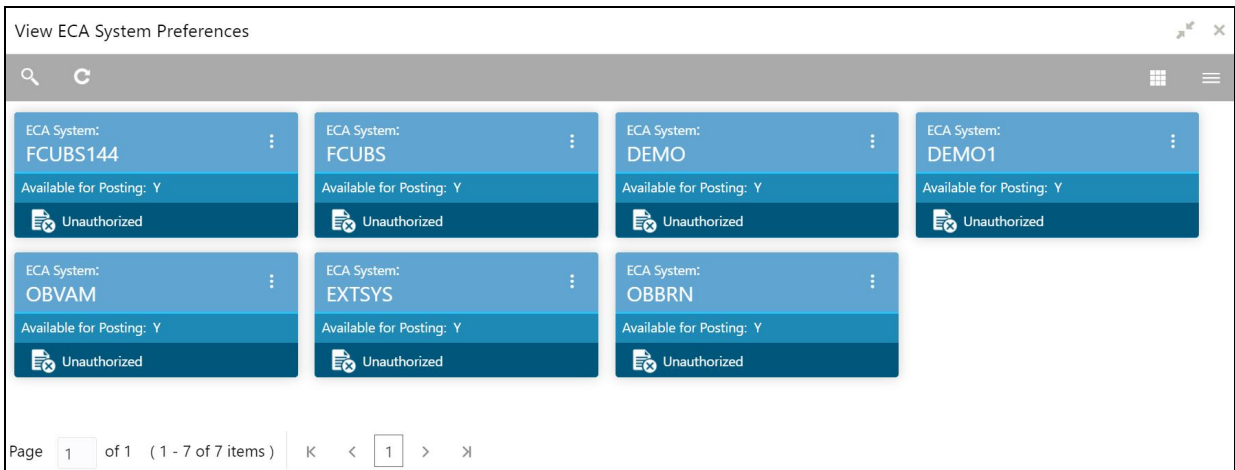 View ECA System Preferences
ECA System: ECA System: ECA System: ECA System:
FCUBS144 FCUBS DEMO DEMO1
Available for Posting: Y Available for Posting: Y Available for Posting: Y Available for Posting: Y
Unauthorized Unauthorized Unauthorized Unauthorized
ECA System: ECA System: ECA System:
OBVAM EXTSYS OBBRN
Available for Posting: Y Available for Posting: Y Available for Posting: Y
Unauthorized Unauthorized Unauthorized
Page 1 of 1 ( 1 - 7 of 7 items ) 1